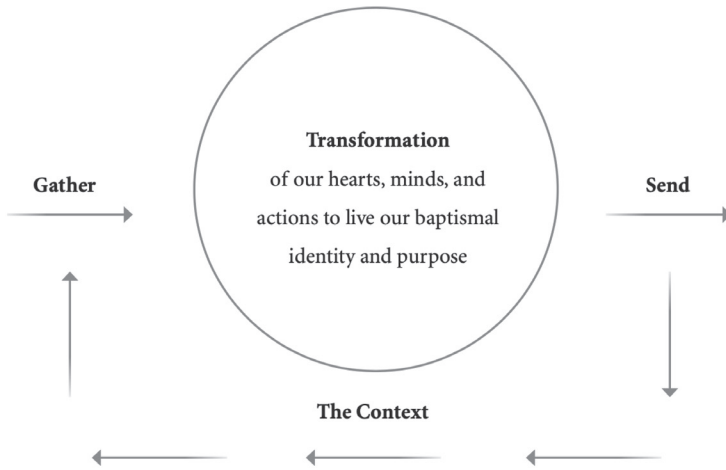 Transformation
of our hearts, minds, and
Gather
Send
actions to live our baptismal
identity and purpose
The Context